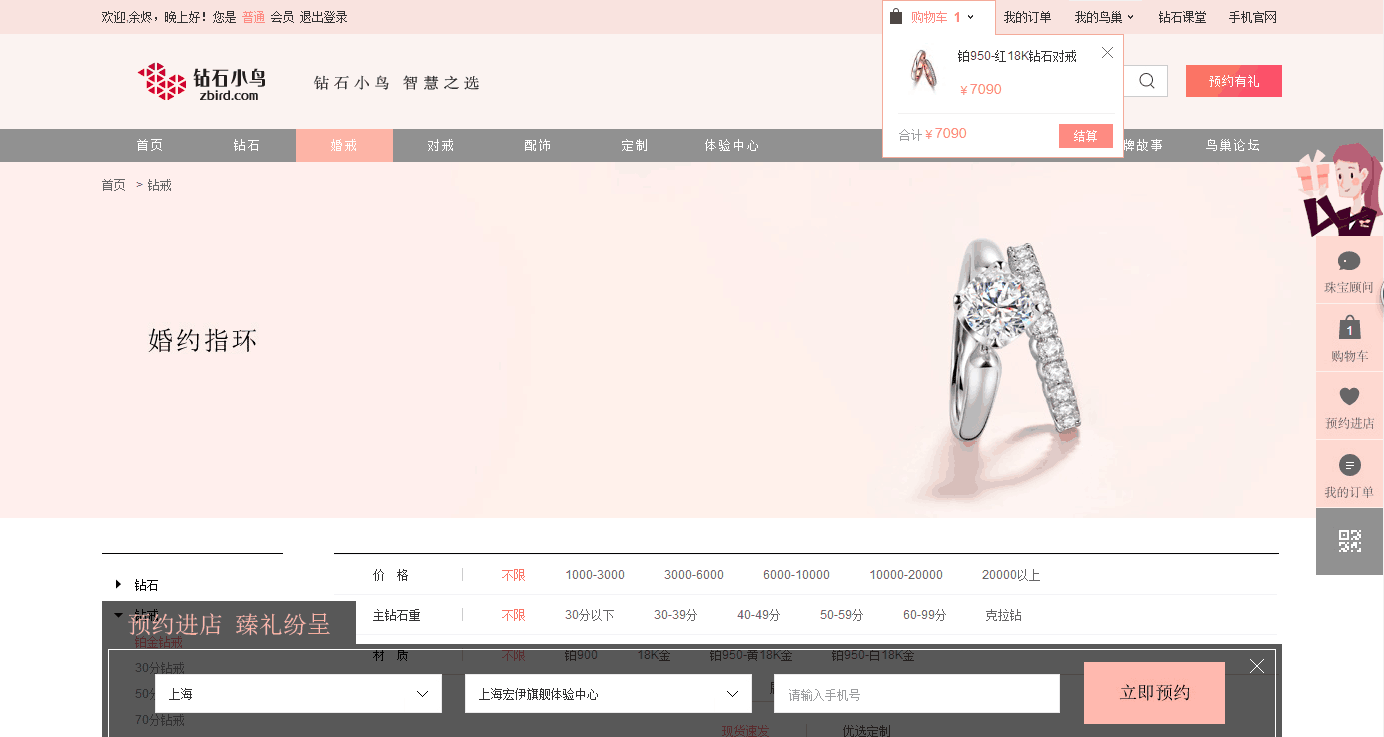 欢迎,余烬，晚上好！您是 普通 会员 退出登录
购物车 1 我的订单 我的鸟巢 钻石课堂 手机官网
钻石小鸟
zbird.com
钻石小鸟 智慧之选
铂950-红18K钻石对戒
￥7090
合计￥7090 结算
预约有礼
首页 钻石 婚戒 对戒 配饰 定制 体验中心 牌故事 鸟巢论坛
首页 > 钻戒
婚约指环
珠宝顾问
1
购物车
预约进店
我的订单
钻石
钻戒
铂金钻戒
30分钻戒
50分
70分钻戒
价 格 不限 1000-3000 3000-6000 6000-10000 10000-20000 20000以上
主钻石重 不限 30分以下 30-39分 40-49分 50-59分 60-99分 克拉钻
材 质 不限 铂900 18K金 铂950-黄18K金 铂950-白18K金
现货速发 优选定制
预约进店 臻礼纷呈
上海 上海宏伊旗舰体验中心 请输入手机号 立即预约